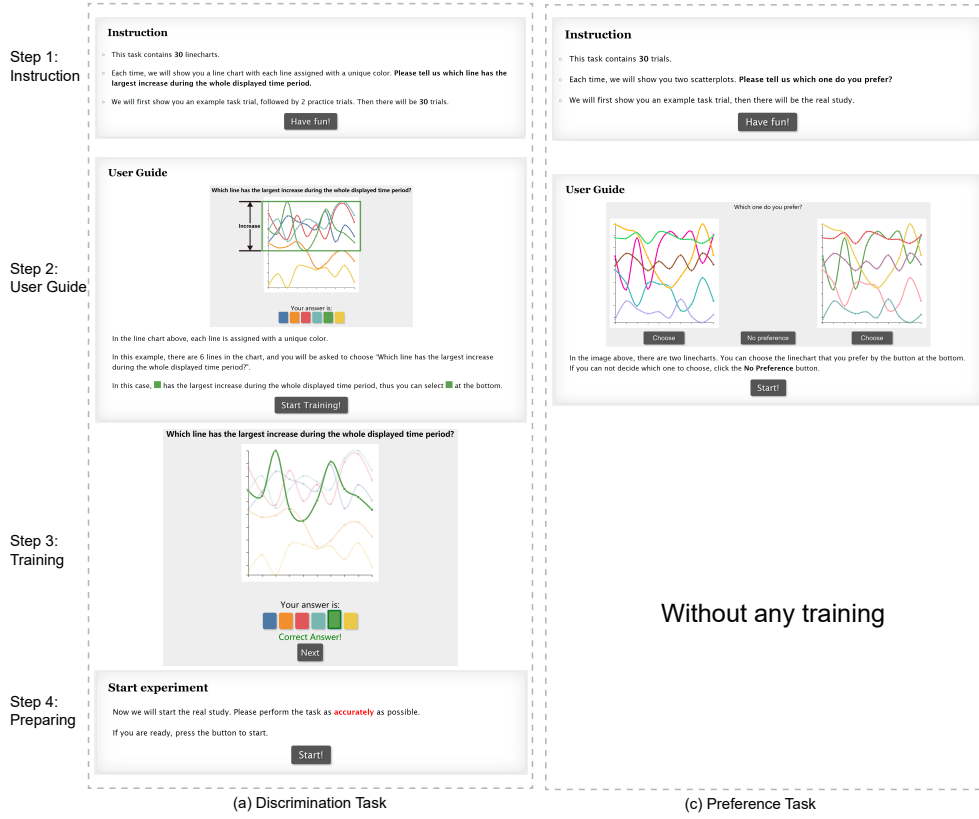 Step 1:
Instruction
Instruction
This task contains 30 linecharts.
Each time, we will show you a line chart with each line assigned with a unique color. Please tell us which line has the
largest increase during the whole displayed time period.
We will first show you an example task trial, followed by 2 practice trials. Then there will be 30 trials.
Have fun!
Instruction
This task contains 30 trials.
Each time, we will show you two scatterplots. Please tell us which one do you prefer?
We will first show you an example task trial, then there will be the real study.
Have fun!
Step 2:
User Guide
User Guide
Which line has the largest increase during the whole displayed time period?
Increase
Your answer is:
In the line chart above, each line is assigned with a unique color.
In this example, there are 6 lines in the chart, and you will be asked to choose "Which line has the largest increase
during the whole displayed time period?".
In this case, has the largest increase during the whole displayed time period, thus you can select at the bottom.
Start Training!
User Guide
Which one do you prefer?
Choose
No preference
Choose
In the image above, there are two linecharts. You can choose the linechart that you prefer by the button at the bottom.
If you can not decide which one to choose, click the No Preference button.
Start!
Step 3:
Training
Which line has the largest increase during the whole displayed time period?
Your answer is:
Correct Answer!
Next
Without any training
Step 4:
Preparing
Start experiment
Now we will start the real study. Please perform the task as accurately as possible.
If you are ready, press the button to start.
Start!
(a) Discrimination Task
(c) Preference Task